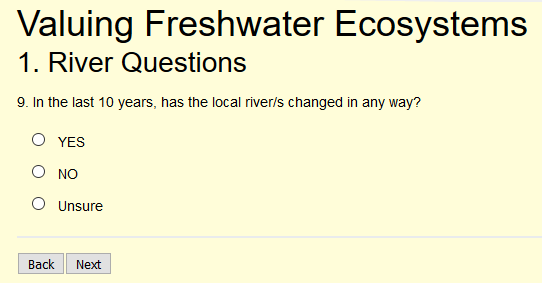 Valuing Freshwater Ecosystems
1. River Questions
9. In the last 10 years, has the local river/s changed in any way?
YES
NO
Unsure
Back Next